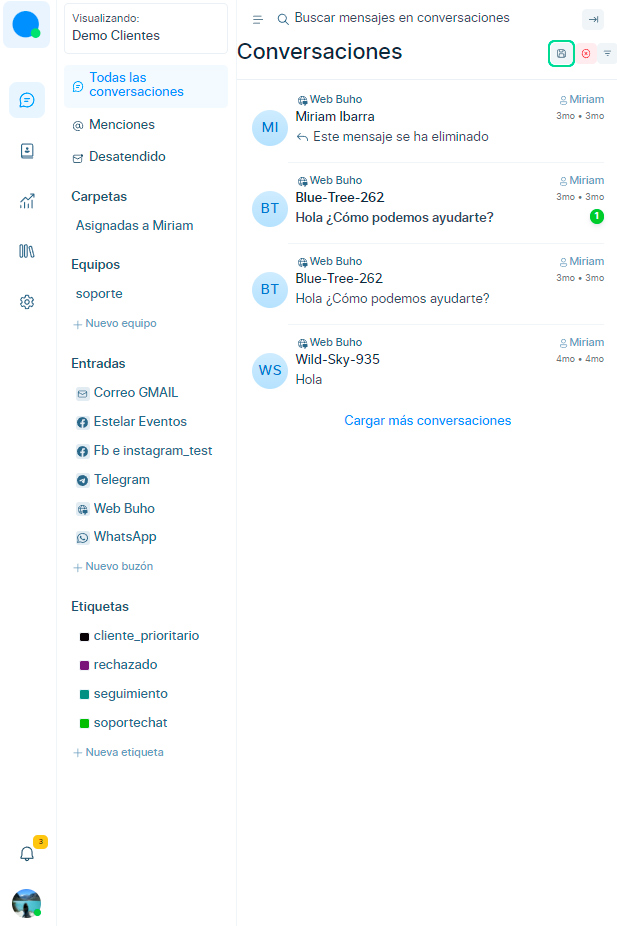 Visualizando:
Demo Clientes
Todas las
conversaciones
Menciones
Desatendido
Carpetas
Asignadas a Miriam
Equipos
soporte
Nuevo equipo
Entradas
Correo GMAIL
Estelar Eventos
Fb e instagram_test
Telegram
Web Buho
WhatsApp
Nuevo buzón
Etiquetas
cliente_prioritario
rechazado
seguimiento
soportechat
Nueva etiqueta
3
Buscar mensajes en conversaciones
Conversaciones
Web Buho
Miriam
MI
Miriam Ibarra
3mo • 3mo
Este mensaje se ha eliminado
Web Buho
Miriam
BT
Blue-Tree-262
3mo • 3mo
Hola ¿Cómo podemos ayudarte?
1
Web Buho
Miriam
BT
Blue-Tree-262
3mo • 3mo
Hola ¿Cómo podemos ayudarte?
Web Buho
Miriam
WS
Wild-Sky-935
4mo • 4mo
Hola
Cargar más conversaciones